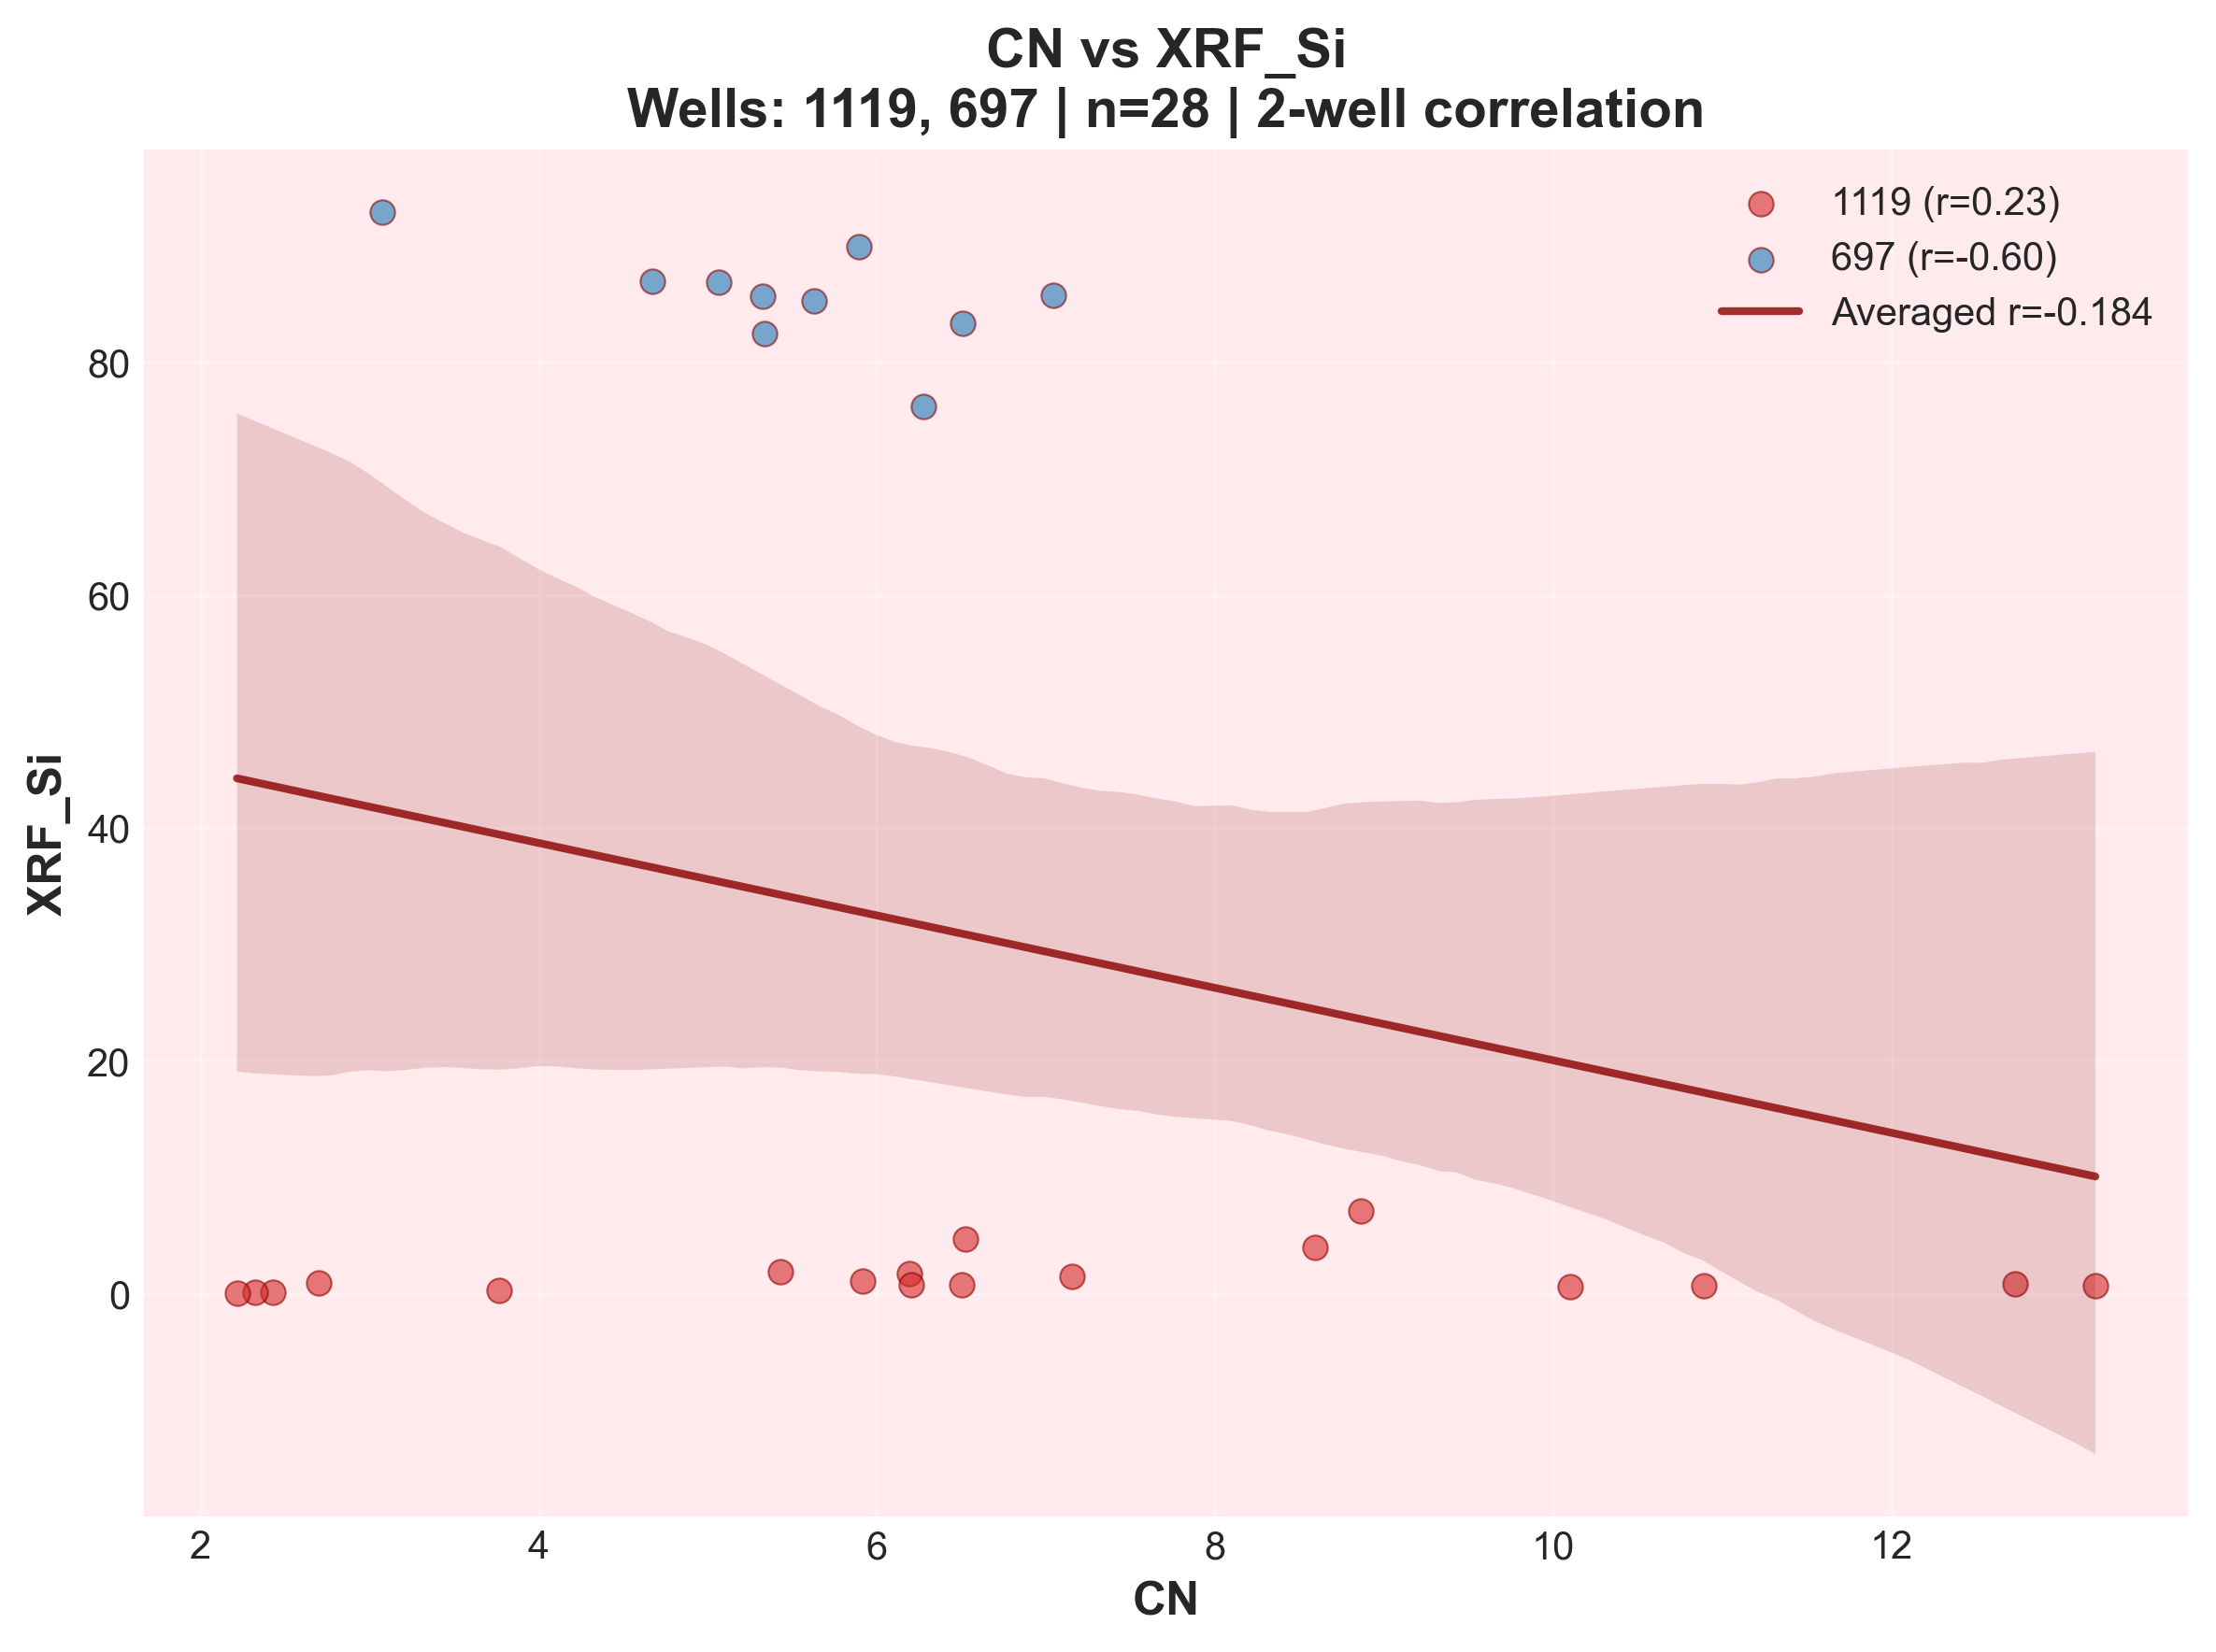 CN vs XRF_Si
Wells: 1119, 697 | n=28 | 2-well correlation
1119 (r=0.23)
697 (r=-0.60)
Averaged r=-0.184
80
60
40
20
0
XRF_Si
2 4 6 8 10 12
CN